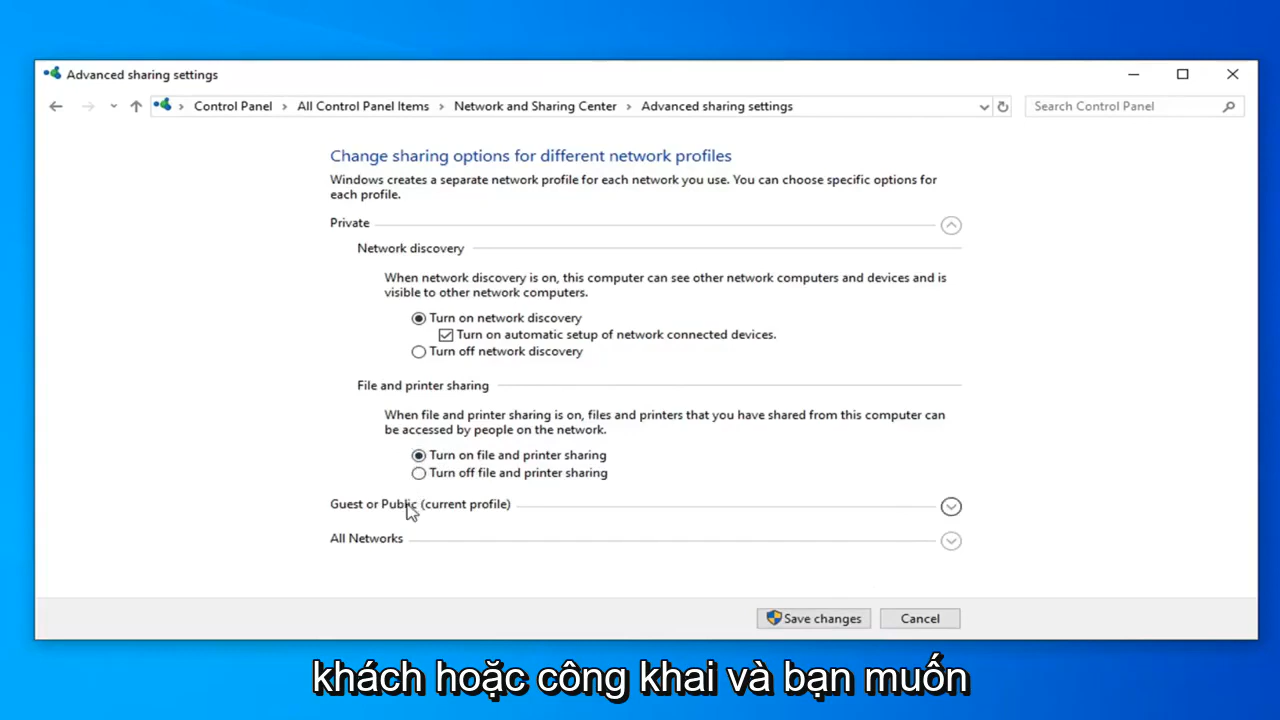 Advanced sharing settings
Control Panel > All Control Panel Items > Network and Sharing Center > Advanced sharing settings
Search Control Panel
Change sharing options for different network profiles
Windows creates a separate network profile for each network you use. You can choose specific options for
each profile.
Private
Network discovery
When network discovery is on, this computer can see other network computers and devices and is
visible to other network computers.
Turn on network discovery
Turn on automatic setup of network connected devices.
Turn off network discovery
File and printer sharing
When file and printer sharing is on, files and printers that you have shared from this computer can
be accessed by people on the network.
Turn on file and printer sharing
Turn off file and printer sharing
Guest or Public (current profile)
All Networks
Save changes
Cancel
khách hoặc công khai và bạn muốn